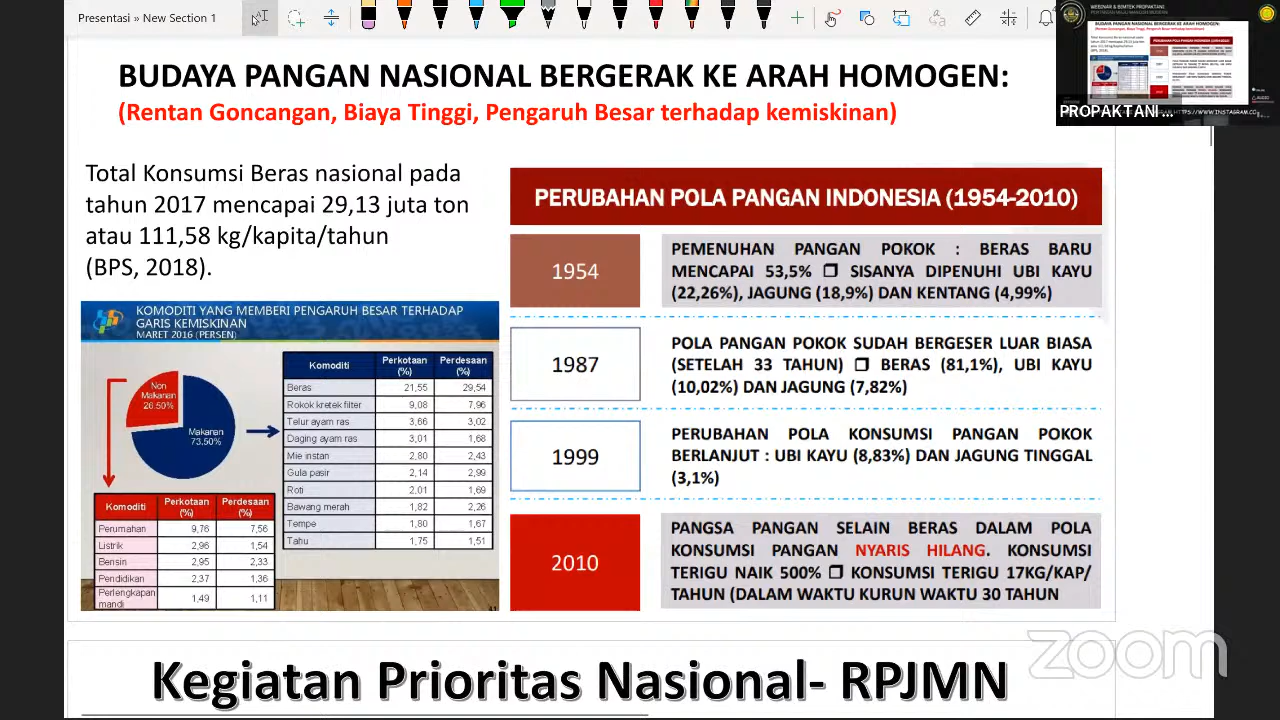 Presentasi » New Section 1
WEBINAR & BIMTEK PROPAKTANI
BUDAYA PANGAN NASIONAL BERGERAK KE ARAH HOMOGEN:
PROPAKTANI ...
BUDAYA PANGAN NA BERGERAK KE ARAH HOMOGEN:
(Rentan Goncangan, Biaya Tinggi, Pengaruh Besar terhadap kemiskinan)
Total Konsumsi Beras nasional pada
tahun 2017 mencapai 29,13 juta ton
atau 111,58 kg/kapita/tahun
(BPS, 2018).
KOMODITI YANG MEMBERI PENGARUH BESAR TERHADAP
GARIS KEMISKINAN
MARET 2016 (PERSEN)
Non
Makanan
26.50%
Makanan
73,50%
Komoditi Perkotaan (%) Perdesaan (%)
Beras 21,55 29,54
Rokok kretek filter 9,08 7,96
Telur ayam ras 3,66 3,02
Daging ayam ras 3,01 1,68
Mie instan 2,80 2,43
Gula pasir 2,14 2,99
Roti 2,01 1,69
Bawang merah 1,82 2,26
Tempe 1,80 1,67
Tahu 1,75 1,51
Komoditi Perkotaan (%) Perdesaan (%)
Perumahan 9,76 7,56
Listrik 2,96 1,54
Bensin 2,95 2,33
Pendidikan 2,37 1,36
Perlengkapan mandi 1,49 1,11
PERUBAHAN POLA PANGAN INDONESIA (1954-2010)
1954
PEMENUHAN PANGAN POKOK : BERAS BARU
MENCAPAI 53,5% ❒ SISANYA DIPENUHI UBI KAYU
(22,26%), JAGUNG (18,9%) DAN KENTANG (4,99%)
1987
POLA PANGAN POKOK SUDAH BERGESER LUAR BIASA
(SETELAH 33 TAHUN) ❒ BERAS (81,1%), UBI KAYU
(10,02%) DAN JAGUNG (7,82%)
1999
PERUBAHAN POLA KONSUMSI PANGAN POKOK
BERLANJUT : UBI KAYU (8,83%) DAN JAGUNG TINGGAL
(3,1%)
2010
PANGSA PANGAN SELAIN BERAS DALAM POLA
KONSUMSI PANGAN NYARIS HILANG. KONSUMSI
TERIGU NAIK 500% ❒ KONSUMSI TERIGU 17KG/KAP/
TAHUN (DALAM WAKTU KURUN WAKTU 30 TAHUN
zoom
Kegiatan Prioritas Nasional- RPJMN